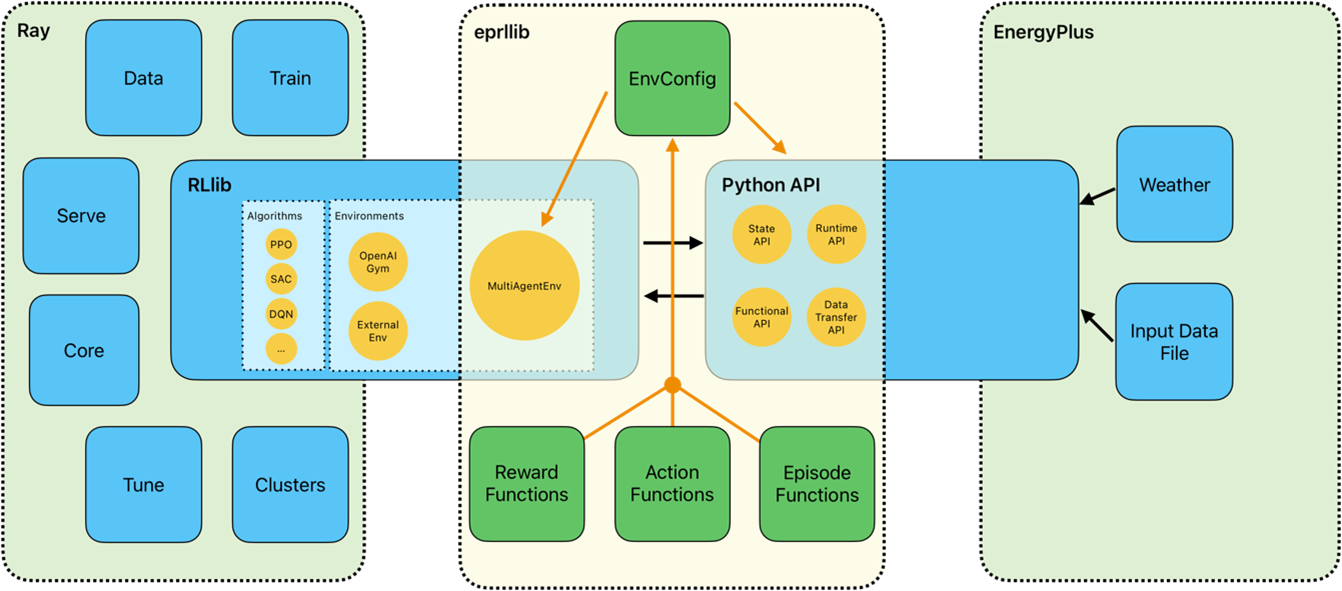 Ray
Data
Train
Serve
Core
Tune
Clusters
RLlib
Algorithms
PPO
SAC
DQN
...
Environments
OpenAI
Gym
External
Env
MultiAgentEnv
eprllib
EnvConfig
Python API
State
API
Runtime
API
Functional
API
Data
Transfer
API
Reward
Functions
Action
Functions
Episode
Functions
EnergyPlus
Weather
Input Data
File